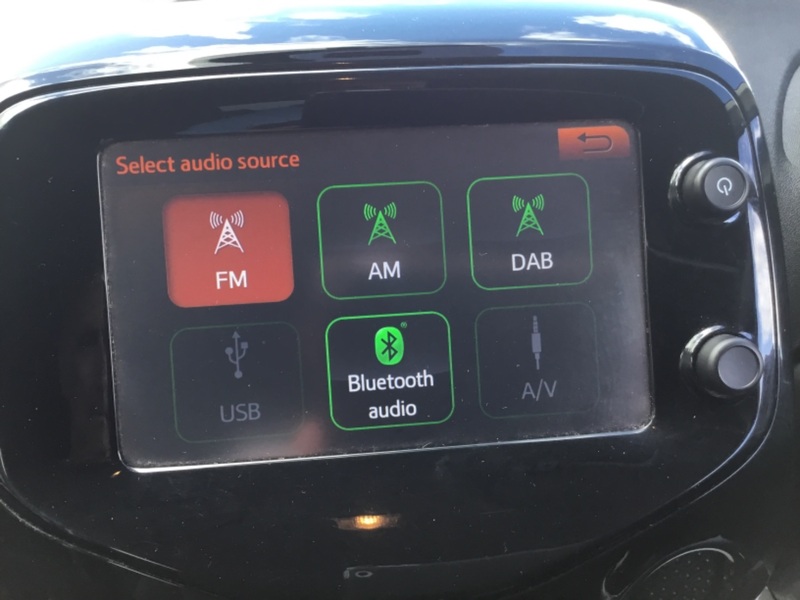 Select audio source
FM
AM
DAB
USB
Bluetooth
audio
A/V